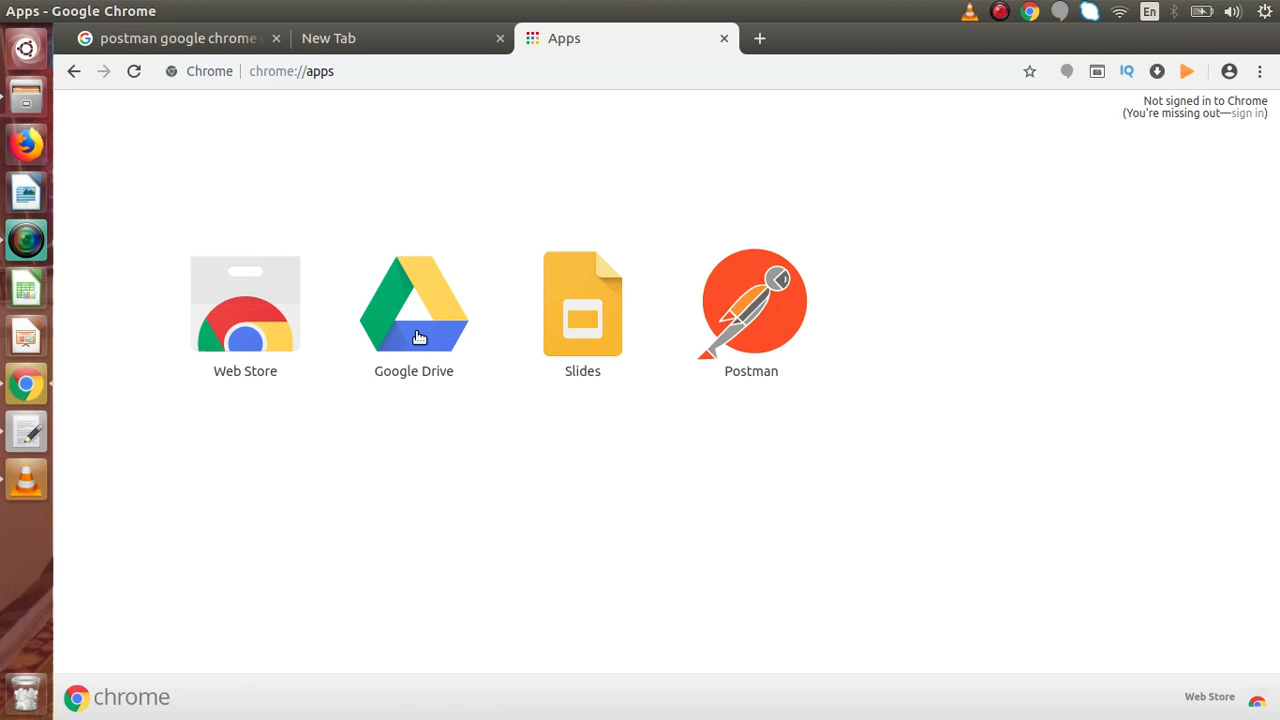 Apps - Google Chrome
En
postman google chrome
New Tab
Apps
Chrome
chrome://apps
IQ
Not signed in to Chrome
(You're missing out—sign in)
Web Store
Google Drive
Slides
Postman
chrome
Web Store